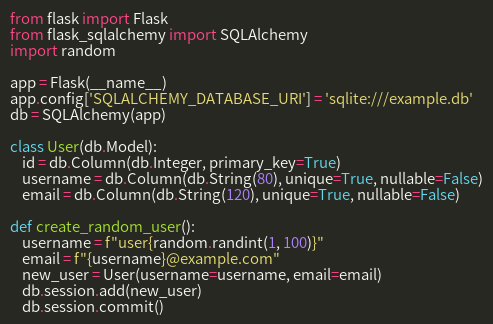 from flask import Flask
from flask_sqlalchemy import SQLAlchemy
import random

app = Flask(__name__)
app.config['SQLALCHEMY_DATABASE_URI'] = 'sqlite:///example.db'
db = SQLAlchemy(app)

class User(db.Model):
    id = db.Column(db.Integer, primary_key=True)
    username = db.Column(db.String(80), unique=True, nullable=False)
    email = db.Column(db.String(120), unique=True, nullable=False)

def create_random_user():
    username = f"user{random.randint(1, 100)}"
    email = f"{username}@example.com"
    new_user = User(username=username, email=email)
    db.session.add(new_user)
    db.session.commit()